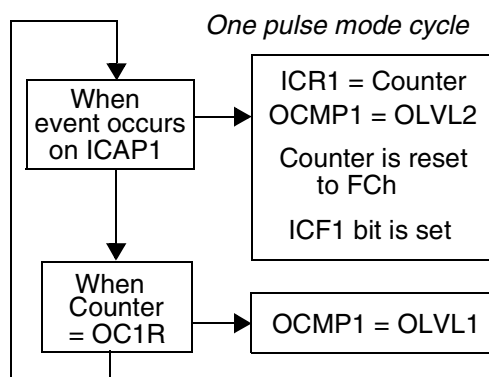 One pulse mode cycle
When
event occurs
on ICAP1
ICR1 = Counter
OCMP1 = OLVL2
Counter is reset
to FCh
ICF1 bit is set
When
Counter
= OC1R
OCMP1 = OLVL1